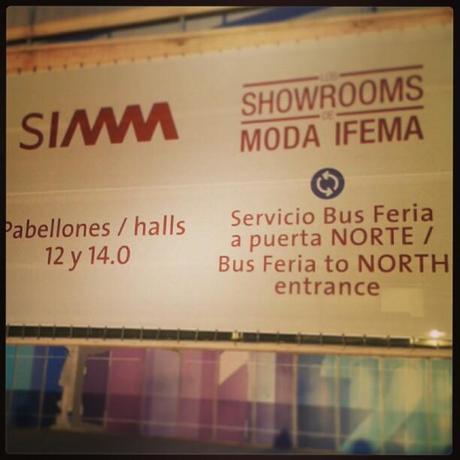 SIMM
Pabellones / halls
12 y 14.0
LOS
SHOWROOMS
DE
MODA IFEMA
Servicio Bus Feria
a puerta NORTE /
Bus Feria to NORTH
entrance